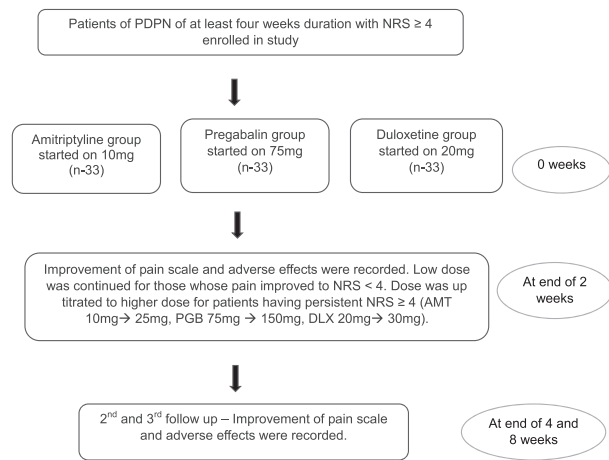 Patients of PDPN of at least four weeks duration with NRS ≥ 4
enrolled in study
Amitriptyline group
started on 10mg
(n-33)
Pregabalin group
started on 75mg
(n-33)
Duloxetine group
started on 20mg
(n-33)
0 weeks
Improvement of pain scale and adverse effects were recorded. Low dose
was continued for those whose pain improved to NRS < 4. Dose was up
titrated to higher dose for patients having persistent NRS ≥ 4 (AMT
10mg→ 25mg, PGB 75mg → 150mg, DLX 20mg→ 30mg).
At end of 2
weeks
2nd and 3rd follow up – Improvement of pain scale
and adverse effects were recorded.
At end of 4 and
8 weeks